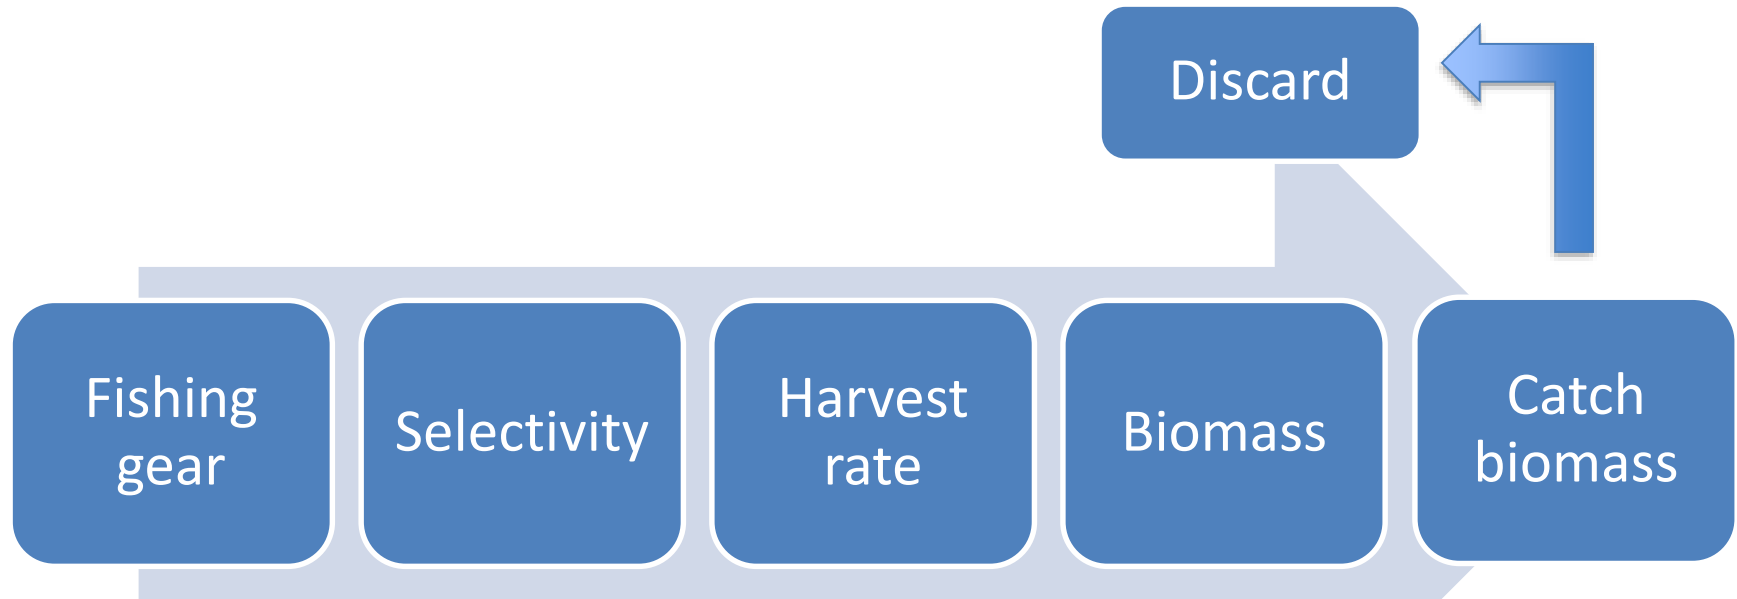 Discard
Fishing
gear
Selectivity
Harvest
rate
Biomass
Catch
biomass